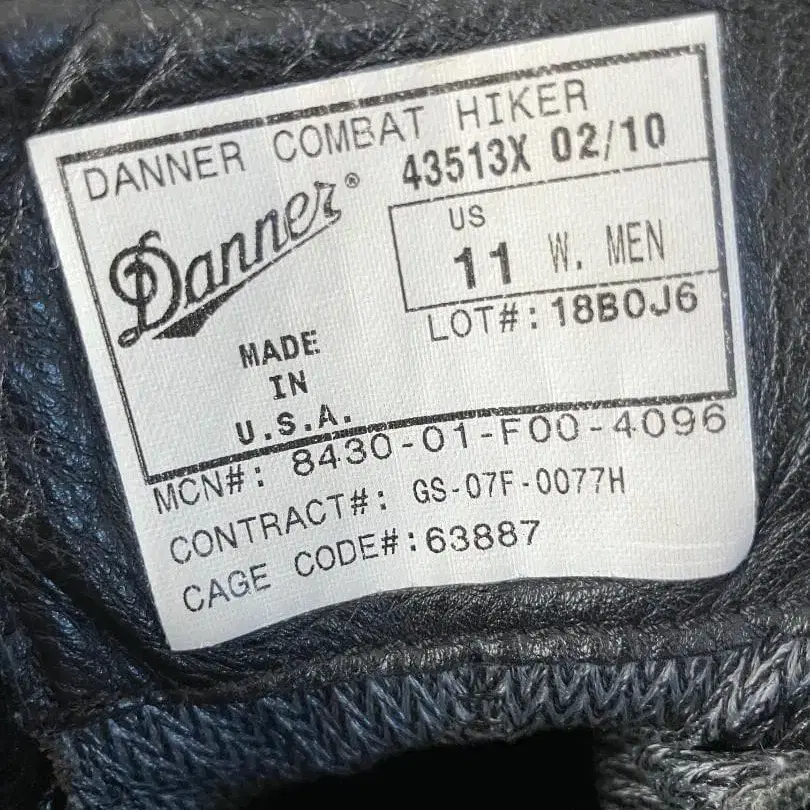 DANNER COMBAT HIKER
43513X 02/10
Danner®
US
11 W. MEN
LOT#: 18B0J6
MADE
IN
U.S.A.
MCN#: 8430-01-F00-4096
CONTRACT#: GS-07F-0077H
CAGE CODE#:63887